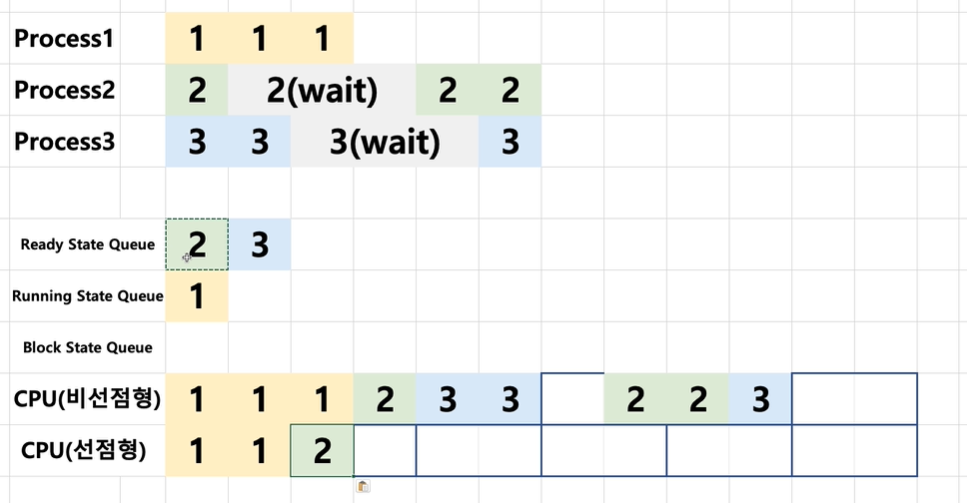 Process1 1 1 1
Process2 2 2(wait) 2 2
Process3 3 3 3(wait) 3
Ready State Queue 2 3
Running State Queue 1
Block State Queue
CPU(비선점형) 1 1 1 2 3 3 2 2 3
CPU(선점형) 1 1 2